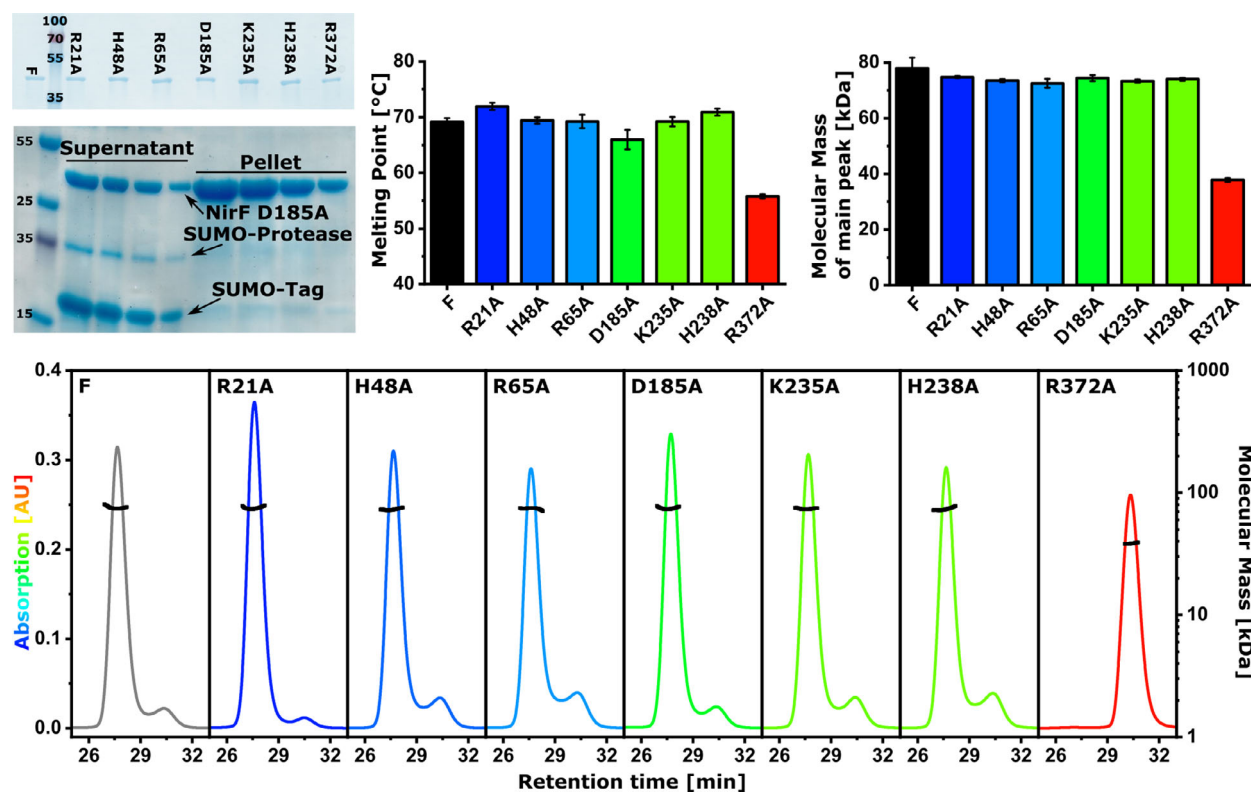 100
70
55
35
F
R21A
H48A
R65A
D185A
K235A
H238A
R372A
55
25
35
15
Supernatant
Pellet
NirF D185A
SUMO-Protease
SUMO-Tag
Melting Point [°C]
80
70
60
50
40
F
R21A
H48A
R65A
D185A
K235A
H238A
R372A
Molecular Mass
of main peak [kDa]
80
60
40
20
0
F
R21A
H48A
R65A
D185A
K235A
H238A
R372A
Absorption [AU]
0.4
0.3
0.2
0.1
0.0
F
R21A
H48A
R65A
D185A
K235A
H238A
R372A
1000
100
10
1
Molecular Mass [kDa]
26 29 32 26 29 32 26 29 32 26 29 32 26 29 32 26 29 32 26 29 32 26 29 32
Retention time [min]